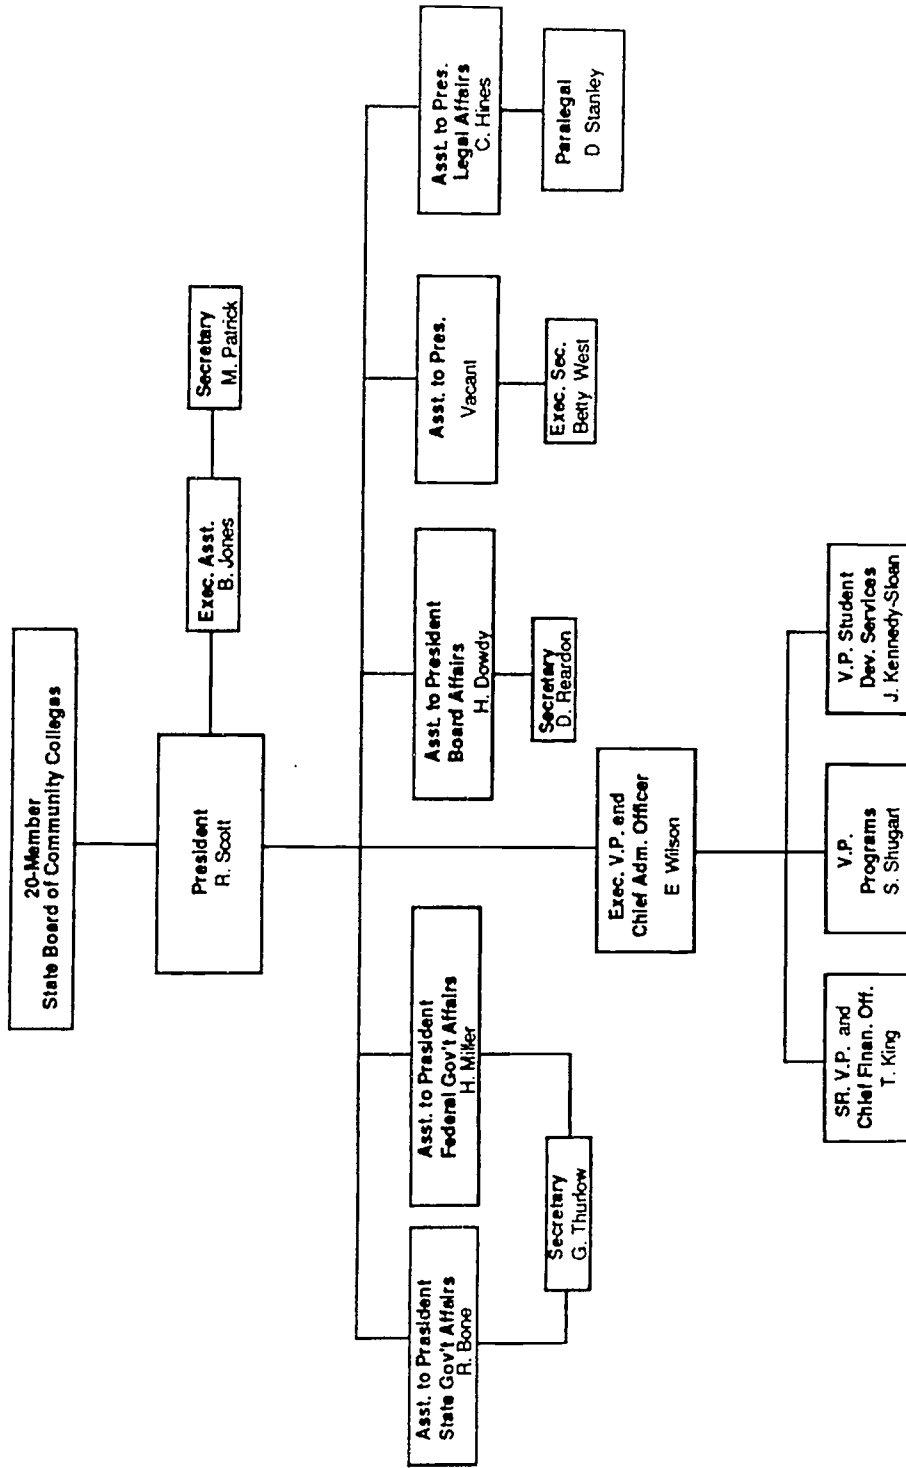 20-Member
State Board of Community Colleges
President
R. Scott
Exec. Asst.
B. Jones
Secretary
M. Patrick
Asst. to President
State Gov't Affairs
R. Bone
Asst. to President
Federal Gov't Affairs
H. Miller
Asst. to President
Board Affairs
H. Dowdy
Asst. to Pres.
Vacant
Asst. to Pres.
Legal Affairs
C. Hines
Secretary
G. Thurlow
Secretary
D. Reardon
Exec. Sec.
Betty West
Paralegal
D Stanley
Exec. V.P. and
Chief Adm. Officer
E Wilson
SR. V.P. and
Chief Finan. Off.
T. King
V.P.
Programs
S. Shugart
V.P. Student
Dev. Services
J. Kennedy-Sloan